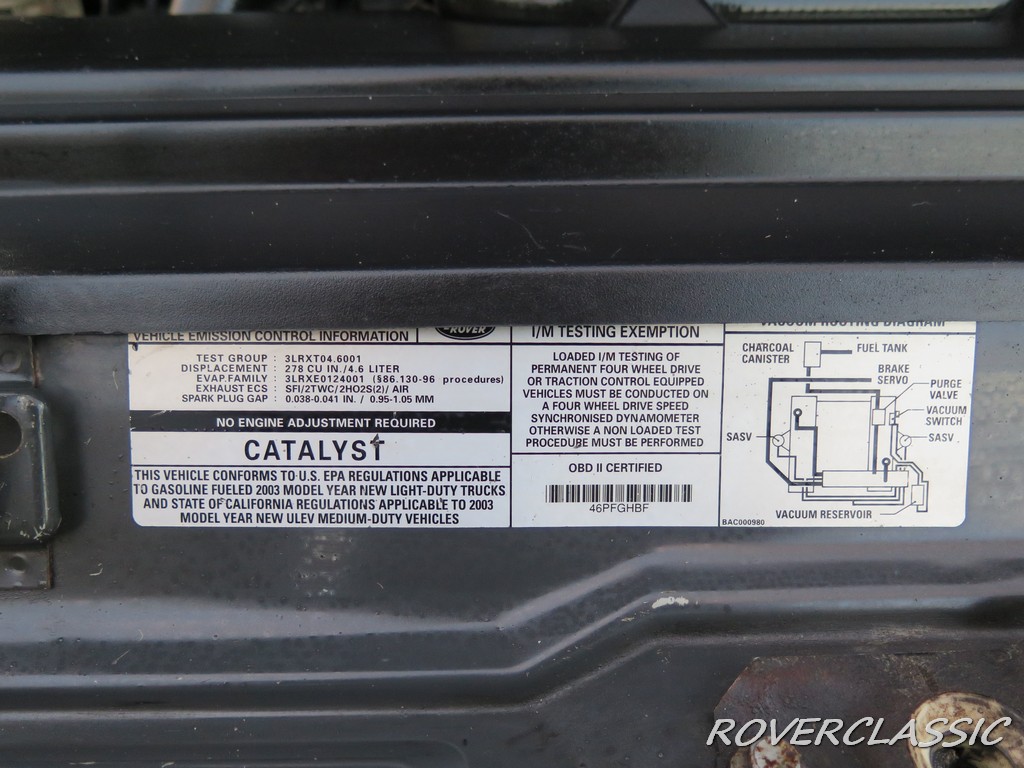 VEHICLE EMISSION CONTROL INFORMATION
ROVER
TEST GROUP : 3LRXT04.6001
DISPLACEMENT : 278 CU IN./4.6 LITER
EVAP.FAMILY : 3LRXE0124001 (586.130-96 procedures)
EXHAUST ECS : SFI/2TWC/2HO2S(2)/ AIR
SPARK PLUG GAP : 0.038-0.041 IN. / 0.95-1.05 MM
NO ENGINE ADJUSTMENT REQUIRED
CATALYST
THIS VEHICLE CONFORMS TO U.S. EPA REGULATIONS APPLICABLE
TO GASOLINE FUELED 2003 MODEL YEAR NEW LIGHT-DUTY TRUCKS
AND STATE OF CALIFORNIA REGULATIONS APPLICABLE TO 2003
MODEL YEAR NEW ULEV MEDIUM-DUTY VEHICLES
I/M TESTING EXEMPTION
LOADED I/M TESTING OF
PERMANENT FOUR WHEEL DRIVE
OR TRACTION CONTROL EQUIPPED
VEHICLES MUST BE CONDUCTED ON
A FOUR WHEEL DRIVE SPEED
SYNCHRONISED DYNAMOMETER
OTHERWISE A NON LOADED TEST
PROCEDURE MUST BE PERFORMED
OBD II CERTIFIED
46PFGHBF
VACUUM ROUTING DIAGRAM
CHARCOAL
CANISTER
FUEL TANK
BRAKE
SERVO
PURGE
VALVE
VACUUM
SWITCH
SASV
SASV
VACUUM RESERVOIR
BAC000980
ROVERCLASSIC